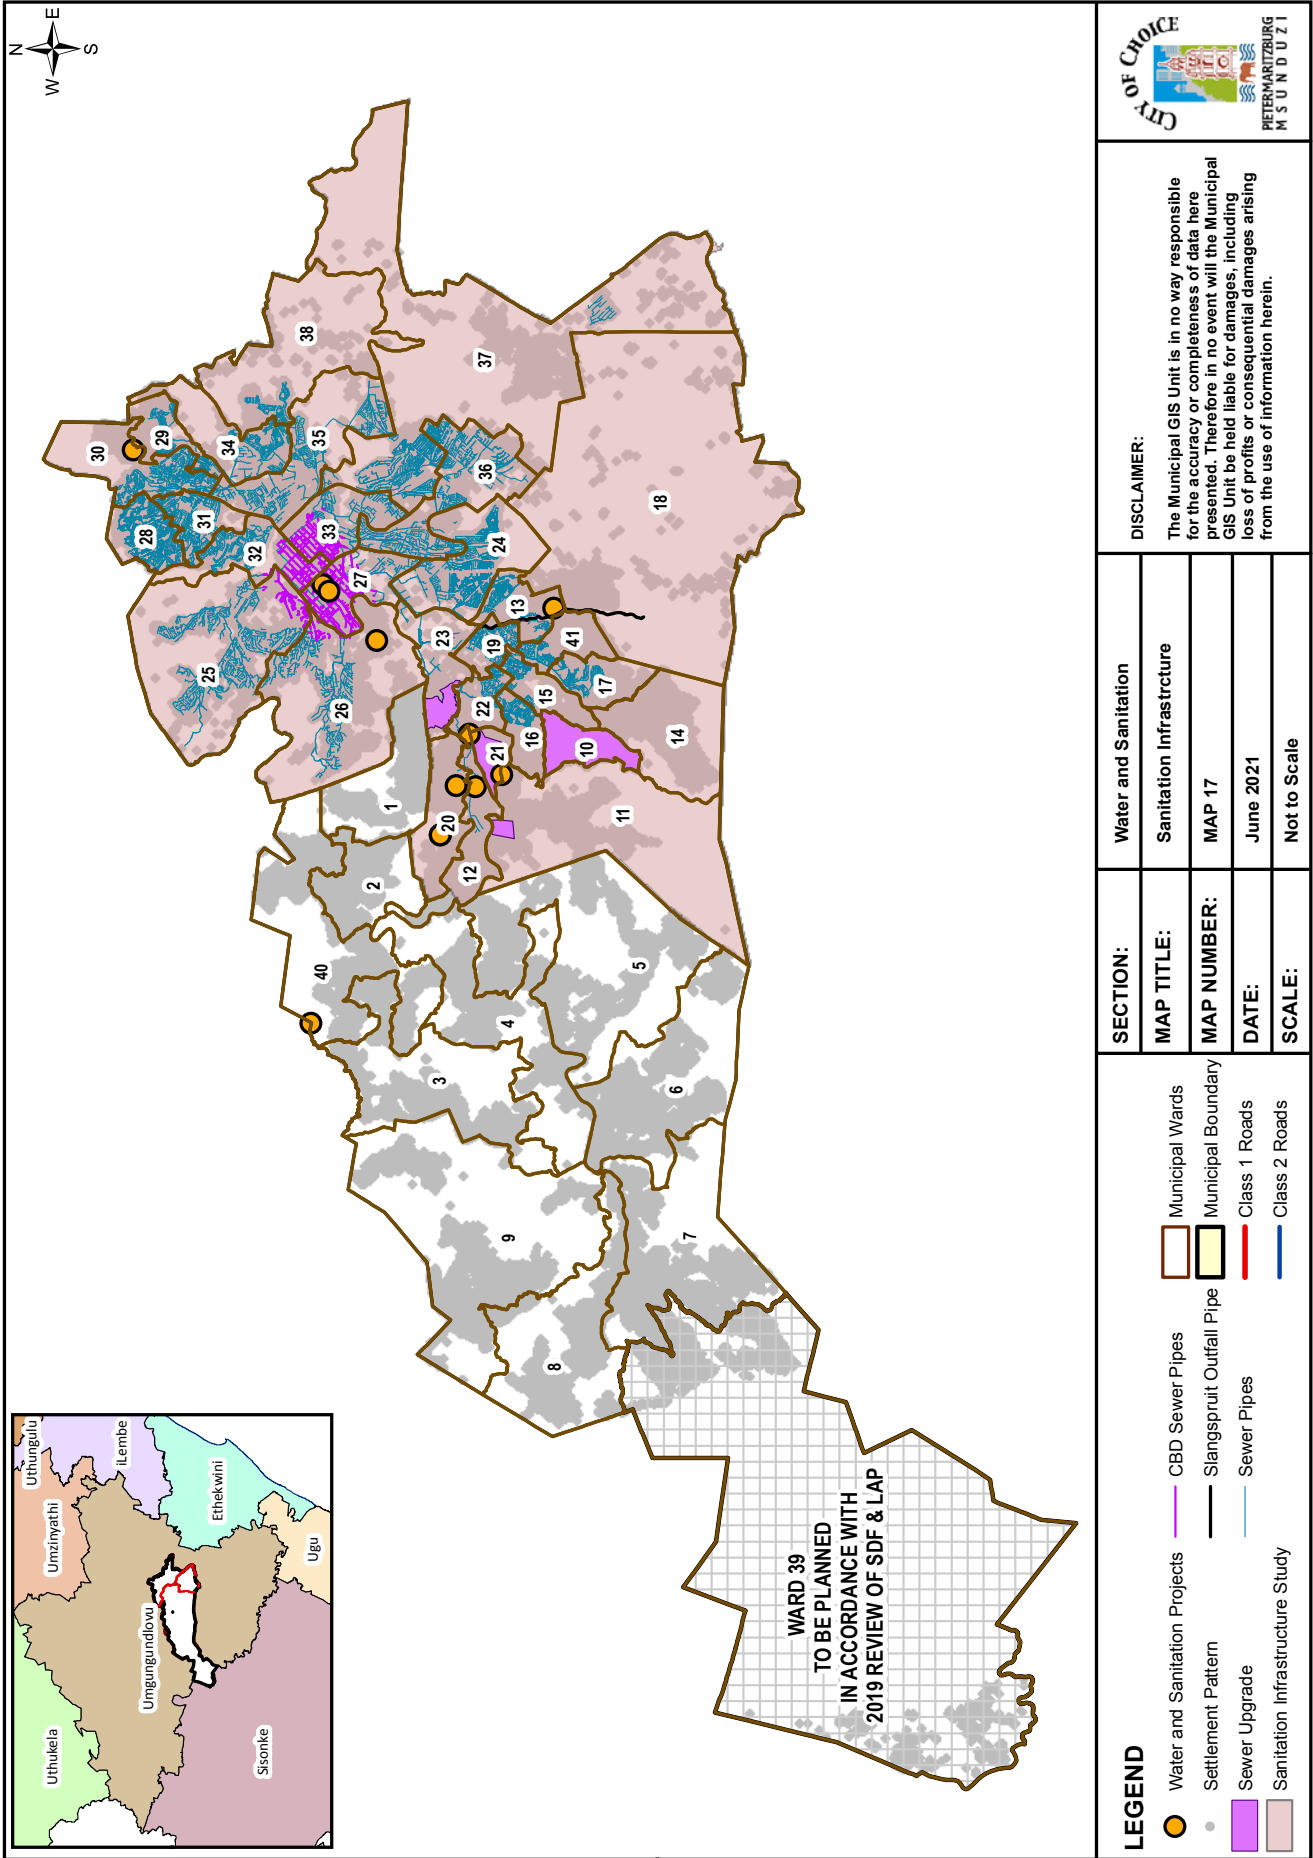 N
E
S
W
Uthukela
Umzinyathi
Uthungulu
iLembe
Umgungundlovu
Ethekwini
Ugu
Sisonke
30
29
28
31
34
38
32
35
33
37
25
27
36
26
24
18
23
13
19
41
22
15
17
16
10
14
21
1
20
12
11
2
40
5
4
3
6
9
7
8
WARD 39
TO BE PLANNED
IN ACCORDANCE WITH
2019 REVIEW OF SDF & LAP
LEGEND
Water and Sanitation Projects
Settlement Pattern
Sewer Upgrade
Sanitation Infrastructure Study
CBD Sewer Pipes
Slangspruit Outfall Pipe
Sewer Pipes
Municipal Wards
Municipal Boundary
Class 1 Roads
Class 2 Roads
SECTION:
Water and Sanitation
MAP TITLE:
Sanitation Infrastrcture
MAP NUMBER:
MAP 17
DATE:
June 2021
SCALE:
Not to Scale
DISCLAIMER:
The Municipal GIS Unit is in no way responsible
for the accuracy or completeness of data here
presented. Therefore in no event will the Municipal
GIS Unit be held liable for damages, including
loss of profits or consequential damages arising
from the use of information herein.
CITY OF CHOICE
PIETERMARITZBURG
MSUNDUZI